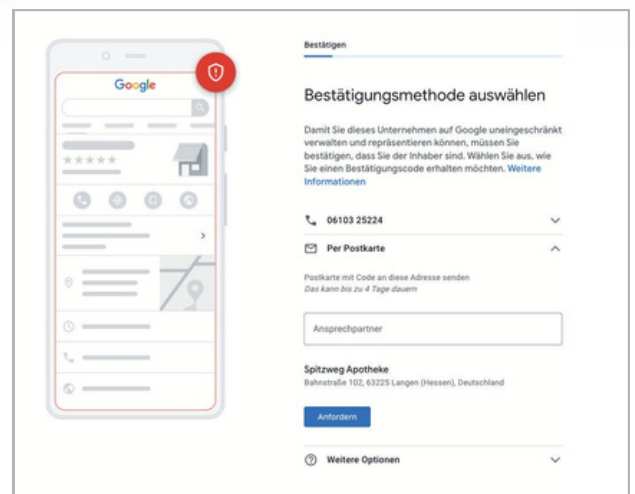 Google
Bestätigen
Bestätigungsmethode auswählen
Damit Sie dieses Unternehmen auf Google uneingeschränkt
verwalten und repräsentieren können, müssen Sie
bestätigen, dass Sie der Inhaber sind. Wählen Sie aus, wie
Sie einen Bestätigungscode erhalten möchten. Weitere
Informationen
06103 25224
Per Postkarte
Postkarte mit Code an diese Adresse senden
Das kann bis zu 4 Tage dauern
Ansprechpartner
Spitzweg Apotheke
Bahnstraße 102, 63225 Langen (Hessen), Deutschland
Anfordern
Weitere Optionen